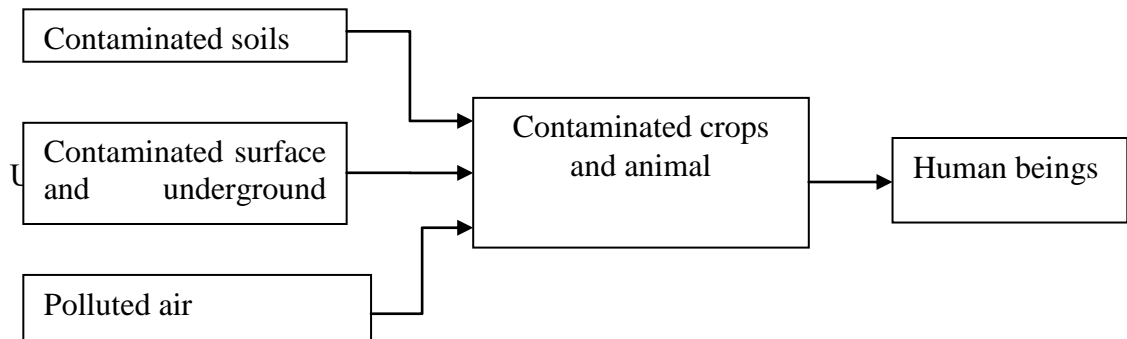 Contaminated soils
Contaminated surface
and underground
Polluted air
Contaminated crops
and animal
Human beings